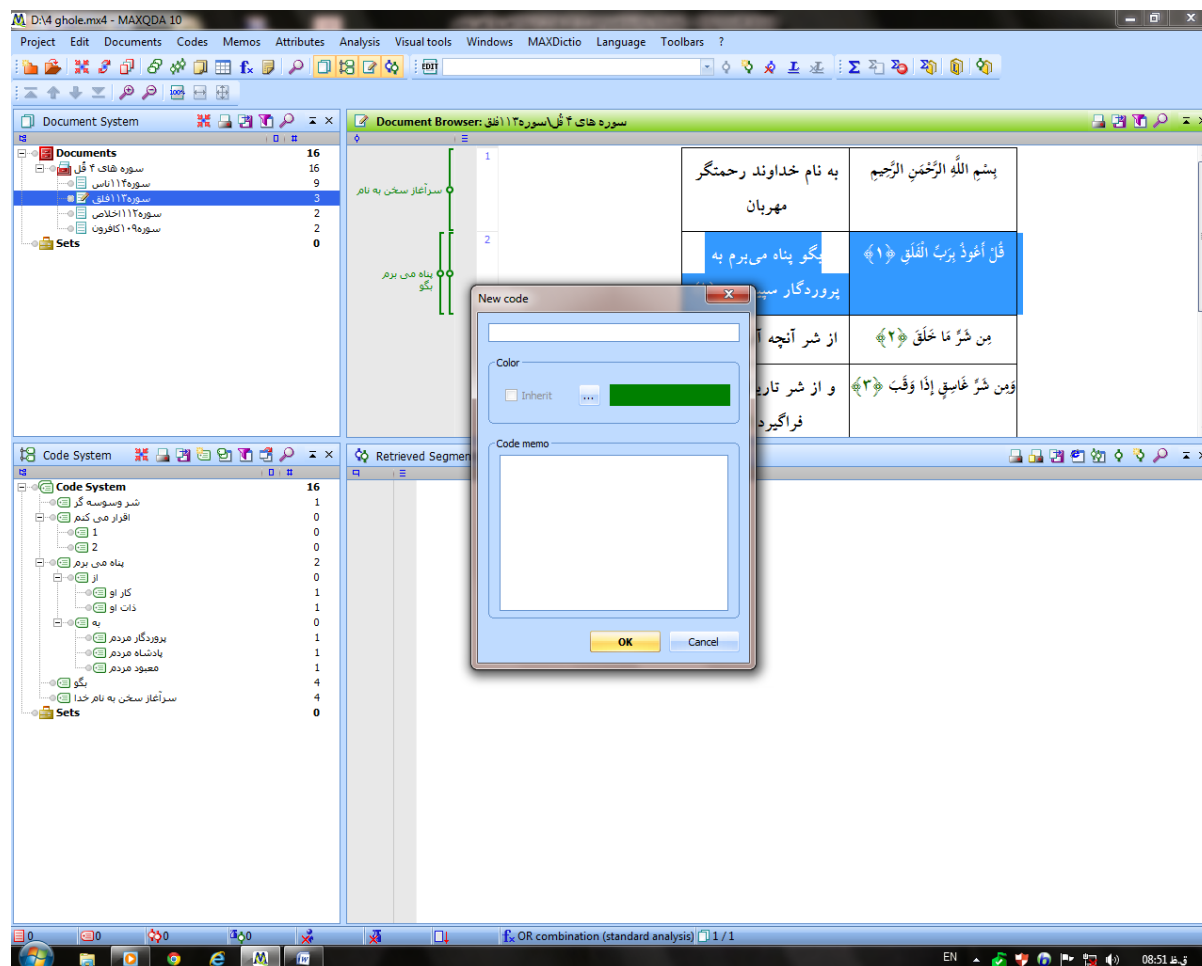 D:\4 ghole.mx4 - MAXQDA 10
Project Edit Documents Codes Memos Attributes Analysis Visual tools Windows MAXDictio Language Toolbars ?
Document System
Documents 16
سوره های ۴ قُل 16
سوره۱۱۴ناس 9
سوره۱۱۳فلق 3
سوره۱۱۲اخلاص 2
سوره۱۰۹کافرون 2
Sets 0
Document Browser: سوره های ۴ قُل\سوره۱۱۳فلق
سرآغاز سخن به نام
پناه می برم
بگو
1
بِسْمِ اللَّهِ الرَّحْمَنِ الرَّحِيمِ
به نام خداوند رحمتگر
مهربان
2
قُلْ أَعُوذُ بِرَبِّ الْفَلَقِ ﴿۱﴾
بگو پناه می‌برم به
پروردگار
مِن شَرِّ مَا خَلَقَ ﴿۲﴾
از شر آنچه
وَمِن شَرِّ غَاسِقٍ إِذَا وَقَبَ ﴿۳﴾
و از شر
فراگیرد
New code
Color
Inherit
...
Code memo
OK Cancel
Code System
Code System 16
شر وسوسه گر 1
اقرار می کنم 0
1 0
2 0
پناه می برم 2
از 0
کار او 1
ذات او 1
به 0
پروردگار مردم 1
پادشاه مردم 1
معبود مردم 1
بگو 4
سرآغاز سخن به نام خدا 4
Sets 0
Retrieved Segmen
0 0 0 0 OR combination (standard analysis) 1 / 1
EN 08:51 ق.ظ